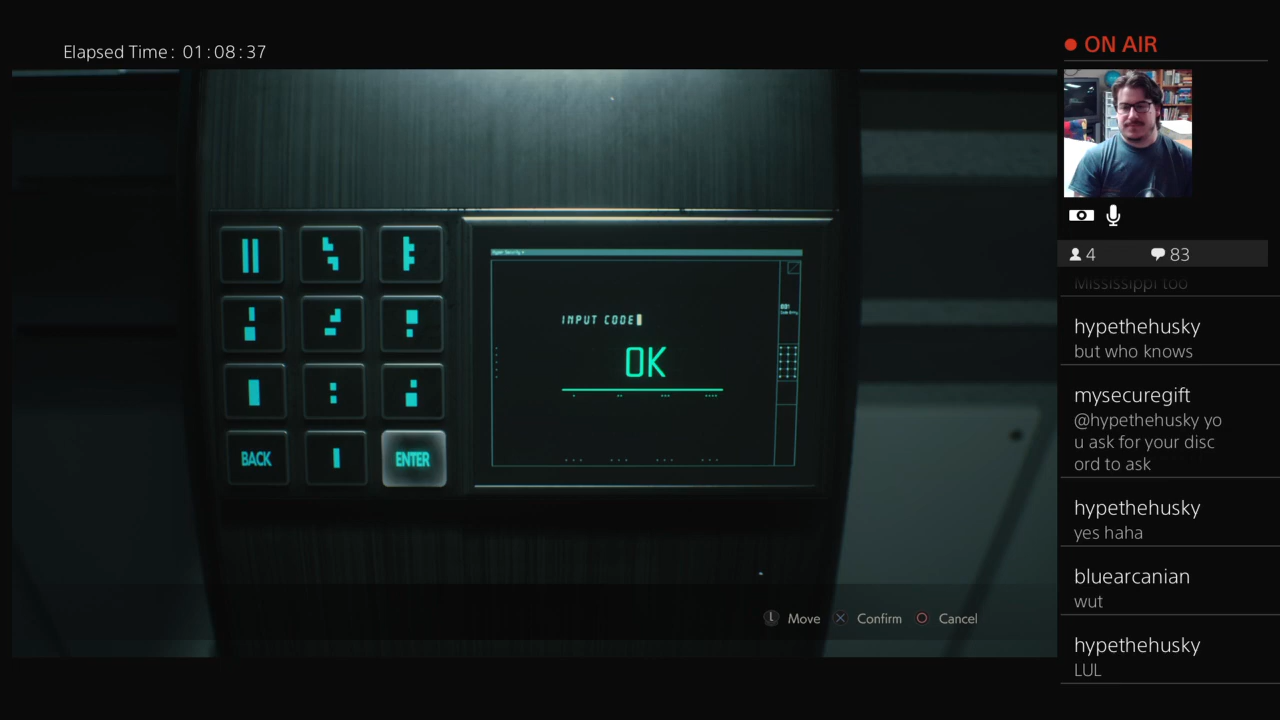 Elapsed Time: 01:08:37
ON AIR
4
83
Mississippi too
hypethehusky
but who knows
mysecuregift
@hypethehusky yo
u ask for your disc
ord to ask
hypethehusky
yes haha
bluearcanian
wut
hypethehusky
LUL
INPUT CODE
OK
BACK
ENTER
L Move
Confirm
Cancel